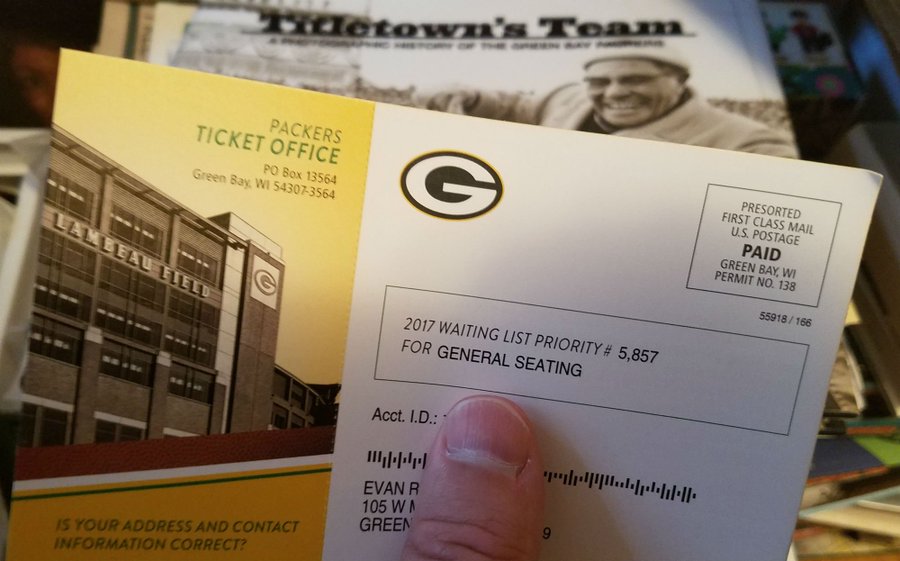 Titletown's Team
A PHOTOGRAPHIC HISTORY OF THE GREEN BAY PACKERS
PACKERS
TICKET OFFICE
PO Box 13564
Green Bay, WI 54307-3564
LAMBEAU FIELD
G
G
PRESORTED
FIRST CLASS MAIL
U.S. POSTAGE
PAID
GREEN BAY, WI
PERMIT NO. 138
55918 / 166
2017 WAITING LIST PRIORITY# 5,857
FOR GENERAL SEATING
Acct. I.D.:
EVAN R
105 W M
GREEN 9
IS YOUR ADDRESS AND CONTACT
INFORMATION CORRECT?